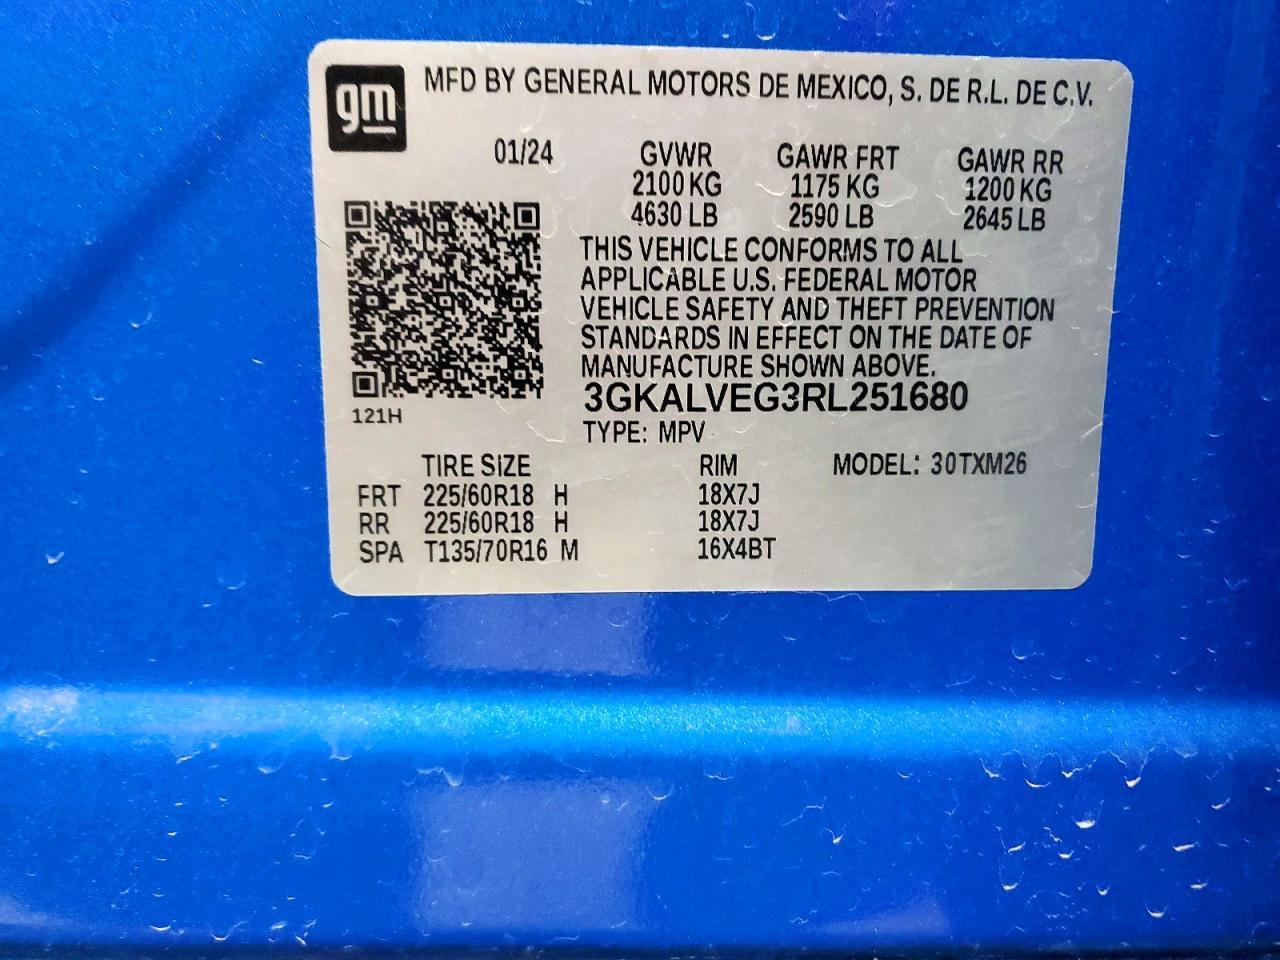 gm
MFD BY GENERAL MOTORS DE MEXICO, S. DE R.L. DE C.V.
01/24 GVWR GAWR FRT GAWR RR
2100 KG 1175 KG 1200 KG
4630 LB 2590 LB 2645 LB
THIS VEHICLE CONFORMS TO ALL
APPLICABLE U.S. FEDERAL MOTOR
VEHICLE SAFETY AND THEFT PREVENTION
STANDARDS IN EFFECT ON THE DATE OF
MANUFACTURE SHOWN ABOVE.
3GKALVEG3RL251680
121H
TYPE: MPV
TIRE SIZE RIM MODEL: 30TXM26
FRT 225/60R18 H 18X7J
RR 225/60R18 H 18X7J
SPA T135/70R16 M 16X4BT